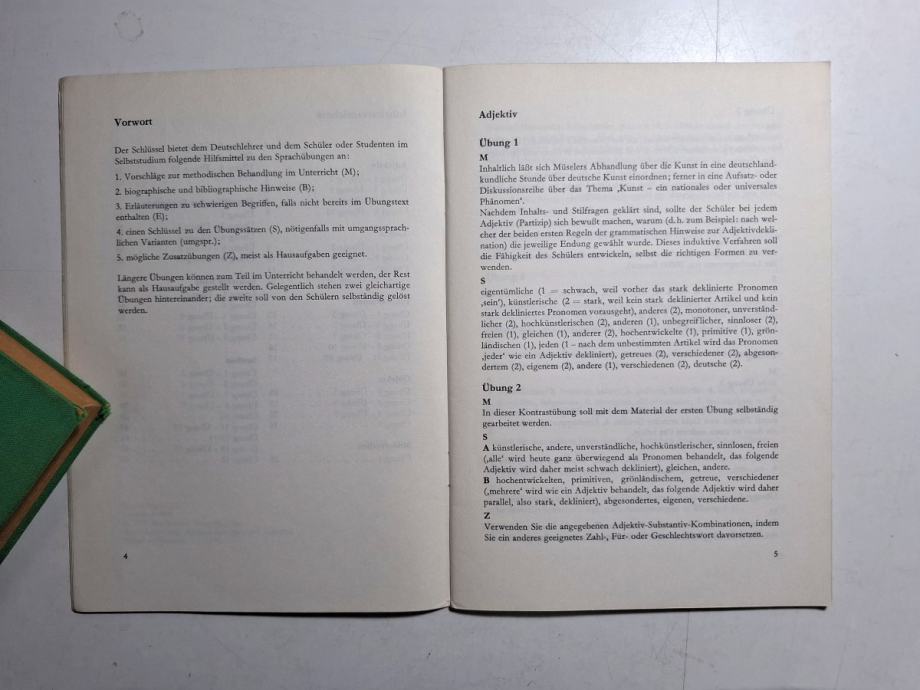 Vorwort
Der Schlüssel bietet dem Deutschlehrer und dem Schüler oder Studenten im
Selbststudium folgende Hilfsmittel zu den Sprachübungen an:
1. Vorschläge zur methodischen Behandlung im Unterricht (M);
2. biographische und bibliographische Hinweise (B);
3. Erläuterungen zu schwierigen Begriffen, falls nicht bereits im Übungstext
enthalten (E);
4. einen Schlüssel zu den Übungssätzen (S), nötigenfalls mit umgangssprach-
lichen Varianten (umgspr.);
5. mögliche Zusatzübungen (Z), meist als Hausaufgaben geeignet.
Längere Übungen können zum Teil im Unterricht behandelt werden, der Rest
kann als Hausaufgabe gestellt werden. Gelegentlich stehen zwei gleichartige
Übungen hintereinander; die zweite soll von den Schülern selbständig gelöst
werden.
4
Adjektiv
Übung 1
M
Inhaltlich läßt sich Müselers Abhandlung über die Kunst in eine deutschland-
kundliche Stunde über deutsche Kunst einordnen; ferner in eine Aufsatz- oder
Diskussionsreihe über das Thema ‚Kunst – ein nationales oder universales
Phänomen‘.
Nachdem Inhalts- und Stilfragen geklärt sind, sollte der Schüler bei jedem
Adjektiv (Partizip) sich bewußt machen, warum (d. h. zum Beispiel: nach wel-
cher der beiden ersten Regeln der grammatischen Hinweise zur Adjektivdekli-
nation) die jeweilige Endung gewählt wurde. Dieses induktive Verfahren soll
die Fähigkeit des Schülers entwickeln, selbst die richtigen Formen zu ver-
wenden.
S
eigentümliche (1 = schwach, weil vorher das stark deklinierte Pronomen
‚sein‘), künstlerische (2 = stark, weil kein stark deklinierter Artikel und kein
stark dekliniertes Pronomen vorausgeht), anderes (2), monotoner, unverständ-
licher (2), hochkünstlerischen (2), anderen (1), unbegreiflicher, sinnloser (2),
freien (1), gleichen (1), anderer (2), hochentwickelte (1), primitive (1), grön-
ländischen (1), jeden (1 – nach dem unbestimmten Artikel wird das Pronomen
‚jeder‘ wie ein Adjektiv dekliniert), getreues (2), verschiedener (2), abgeson-
dertem (2), eigenem (2), andere (1), verschiedenen (2), deutsche (2).
Übung 2
M
In dieser Kontrastübung soll mit dem Material der ersten Übung selbständig
gearbeitet werden.
S
A künstlerische, andere, unverständliche, hochkünstlerischer, sinnlosen, freien
(‚alle‘ wird heute ganz überwiegend als Pronomen behandelt, das folgende
Adjektiv wird daher meist schwach dekliniert), gleichen, andere.
B hochentwickelten, primitiven, grönländischem, getreue, verschiedener
(‚mehrere‘ wird wie ein Adjektiv behandelt, das folgende Adjektiv wird daher
parallel, also stark, dekliniert), abgesondertes, eigenen, verschiedene.
Z
Verwenden Sie die angegebenen Adjektiv-Substantiv-Kombinationen, indem
Sie ein anderes geeignetes Zahl-, Für- oder Geschlechtswort davorsetzen.
5